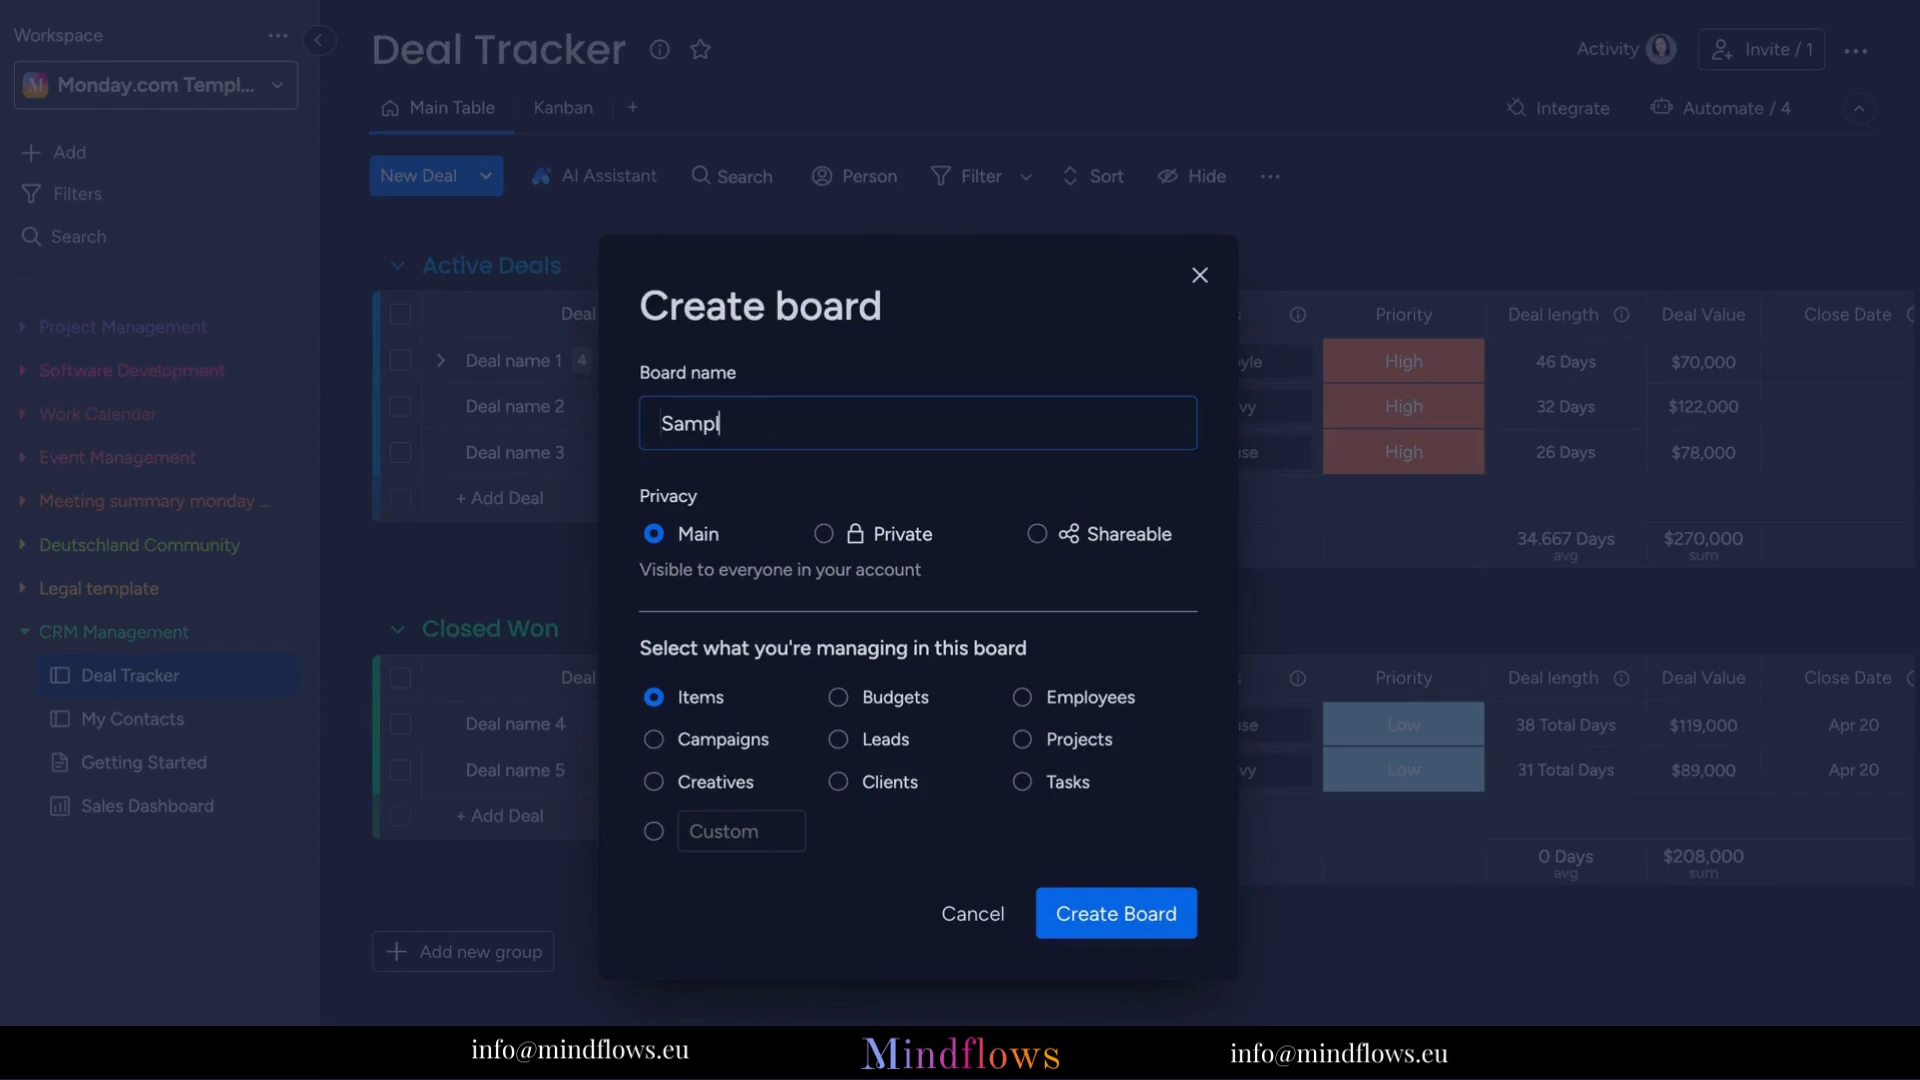 Workspace
Monday.com Templ...
Add
Filters
Search
Project Management
Software Development
Work Calendar
Event Management
Meeting summary monday ...
Deutschland Community
Legal template
CRM Management
Deal Tracker
My Contacts
Getting Started
Sales Dashboard
Deal Tracker
Activity
Invite / 1
Main Table
Kanban
Integrate
Automate / 4
New Deal
AI Assistant
Search
Person
Filter
Sort
Hide
Active Deals
Deal
Priority
Deal length
Deal Value
Close Date
Deal name 1 4
yle
High
46 Days
$70,000
Deal name 2
vy
High
32 Days
$122,000
Deal name 3
use
High
26 Days
$78,000
+ Add Deal
34.667 Days
avg
$270,000
sum
Closed Won
Deal
Priority
Deal length
Deal Value
Close Date
Deal name 4
use
Low
38 Total Days
$119,000
Apr 20
Deal name 5
vy
Low
31 Total Days
$89,000
Apr 20
+ Add Deal
0 Days
avg
$208,000
sum
Add new group
Create board
Board name
Sampl
Privacy
Main
Private
Shareable
Visible to everyone in your account
Select what you're managing in this board
Items
Budgets
Employees
Campaigns
Leads
Projects
Creatives
Clients
Tasks
Custom
Cancel
Create Board
info@mindflows.eu
Mindflows
info@mindflows.eu